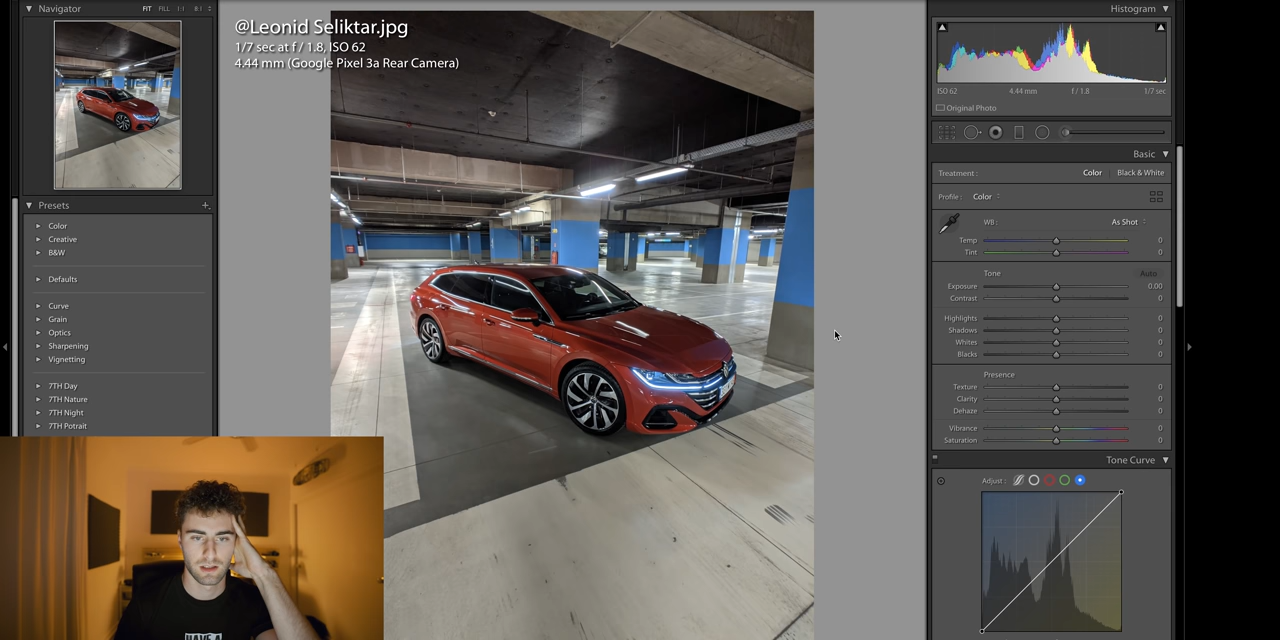 Navigator
FIT FILL 1:1 8:1
@Leonid Seliktar.jpg
1/7 sec at f / 1.8, ISO 62
4.44 mm (Google Pixel 3a Rear Camera)
Presets
Color
Creative
B&W
Defaults
Curve
Grain
Optics
Sharpening
Vignetting
7TH Day
7TH Nature
7TH Night
7TH Potrait
HAVE A
Histogram
ISO 62 4.44 mm f / 1.8 1/7 sec
Original Photo
Basic
Treatment : Color Black & White
Profile : Color
WB : As Shot
Temp 0
Tint 0
Tone Auto
Exposure 0.00
Contrast 0
Highlights 0
Shadows 0
Whites 0
Blacks 0
Presence
Texture 0
Clarity 0
Dehaze 0
Vibrance 0
Saturation 0
Tone Curve
Adjust :